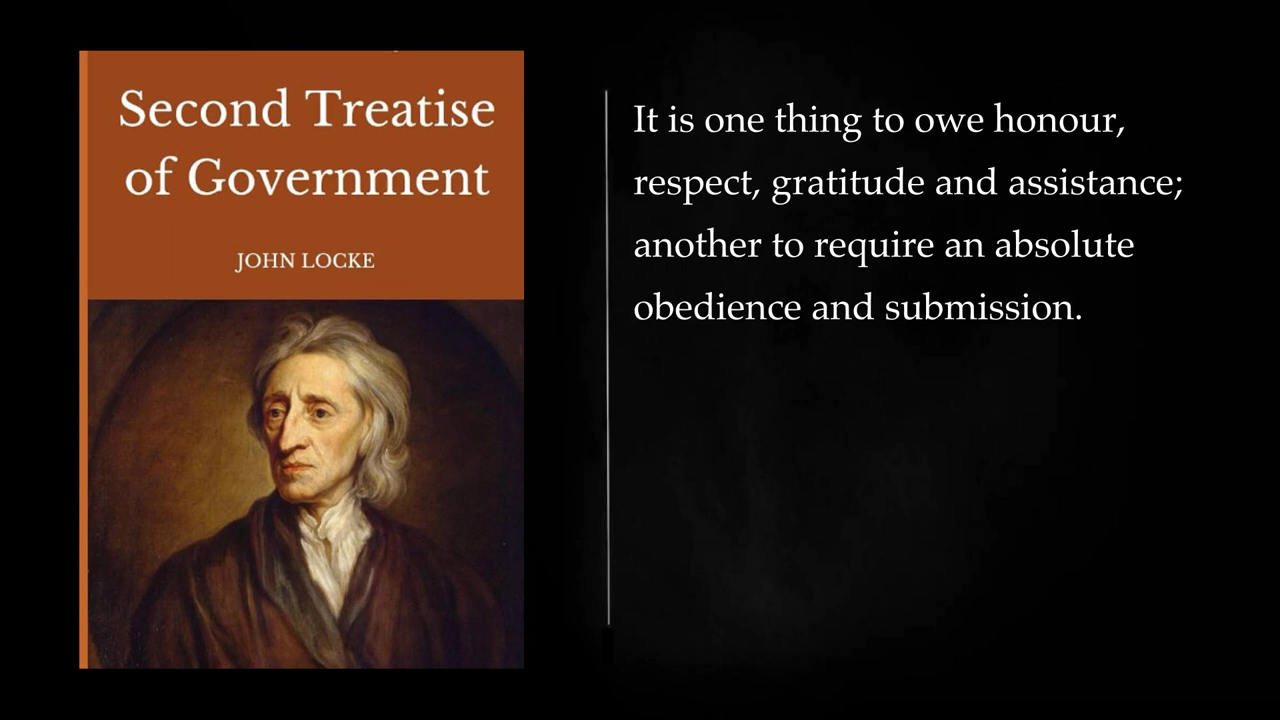 Second Treatise
of Government
JOHN LOCKE
It is one thing to owe honour,
respect, gratitude and assistance;
another to require an absolute
obedience and submission.